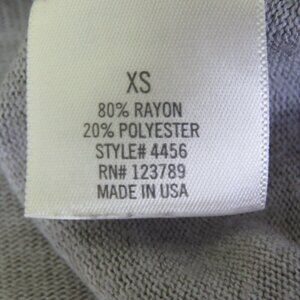 XS
80% RAYON
20% POLYESTER
STYLE# 4456
RN# 123789
MADE IN USA